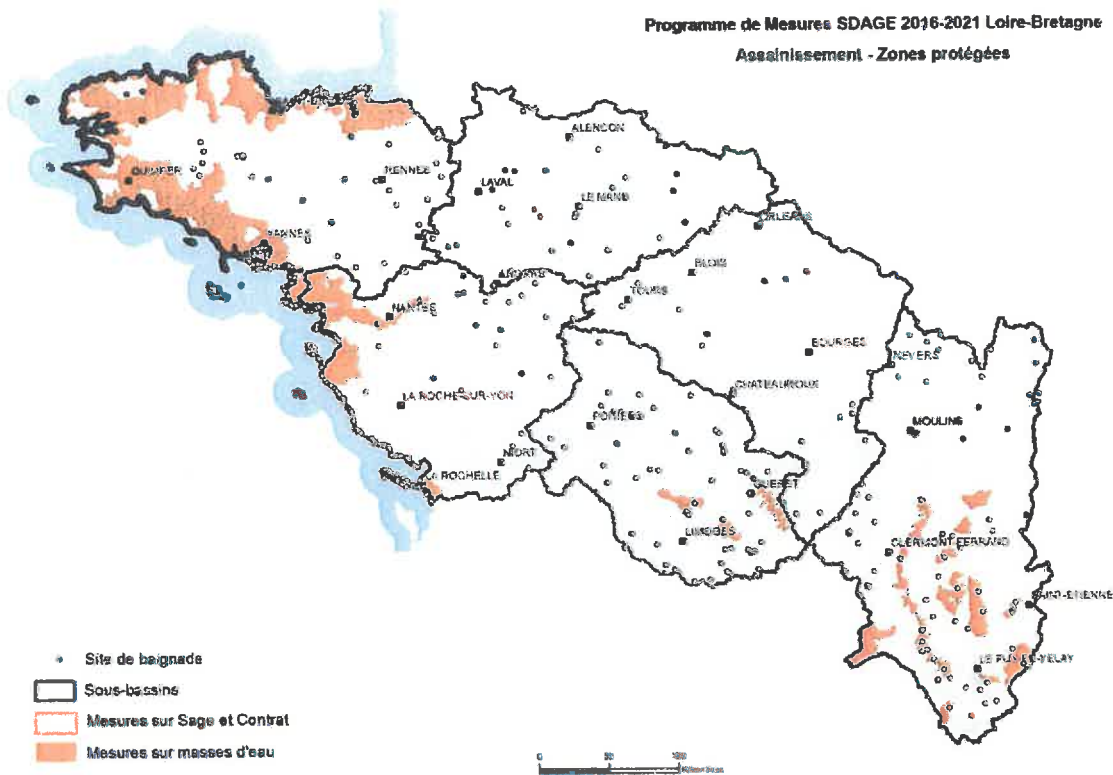 Programme de Mesures SDAGE 2016-2021 Loire-Bretagne
Assainissement - Zones protégées
ALENCON
QUIMPER
RENNES
LAVAL
LE MANS
VANNES
ORLEANS
ANGERS
BLOIS
TOURS
NANTES
BOURGES
NEVERS
CHATEAUROUX
LA ROCHE-SUR-YON
POITIERS
MOULINS
NIORT
LA ROCHELLE
GUERET
LIMOGES
CLERMONT-FERRAND
SAINT-ETIENNE
LE PUY-EN-VELAY
Site de baignade
Sous-bassins
Mesures sur Sage et Contrat
Mesures sur masses d'eau
0 50 100